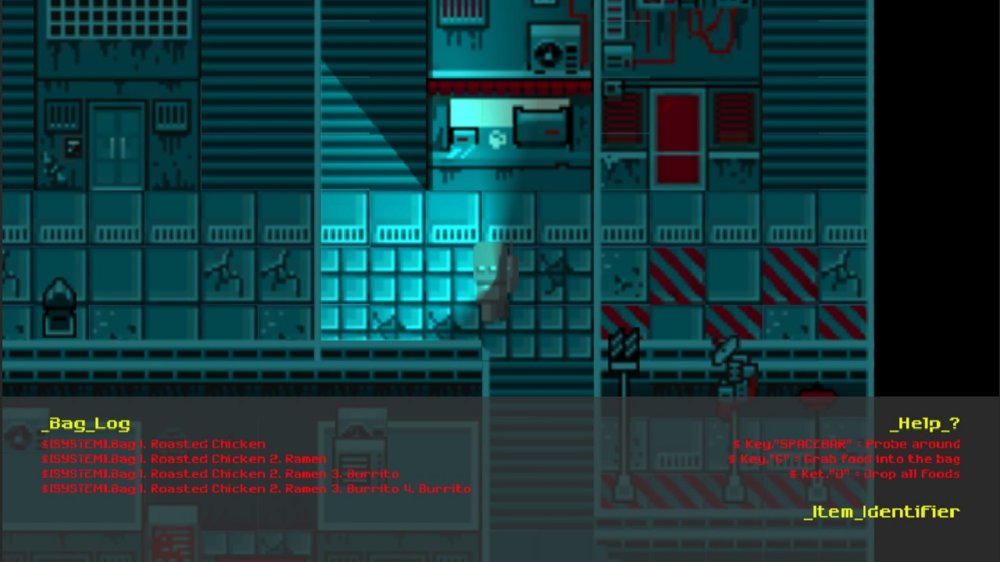 _Bag_Log
$[SYSTEM].Bag 1. Roasted Chicken
$[SYSTEM].Bag 1. Roasted Chicken 2. Ramen
$[SYSTEM].Bag 1. Roasted Chicken 2. Ramen 3. Burrito
$[SYSTEM].Bag 1. Roasted Chicken 2. Ramen 3. Burrito 4. Burrito
_Help_?
$ Key."SPACEBAR" : Probe around
$ Key."G" : Grab food into the bag
$ Ket."D" : Drop all Foods
_Item_Identifier